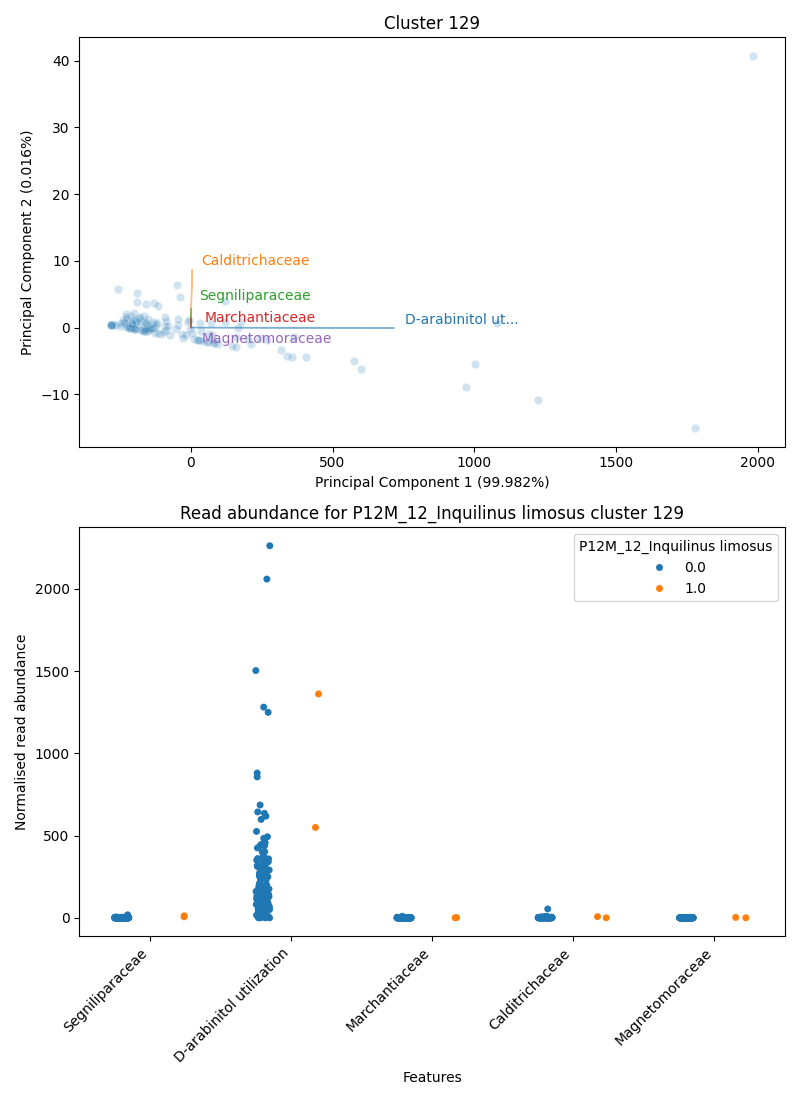 Cluster 129
Principal Component 2 (0.016%)
40
30
20
10
0
−10
Calditrichaceae
Segniliparaceae
Marchantiaceae
D-arabinitol ut...
Magnetomoraceae
0
500
1000
1500
2000
Principal Component 1 (99.982%)
Read abundance for P12M_12_Inquilinus limosus cluster 129
Normalised read abundance
2000
1500
1000
500
0
P12M_12_Inquilinus limosus
0.0
1.0
Segniliparaceae
D-arabinitol utilization
Marchantiaceae
Calditrichaceae
Magnetomoraceae
Features